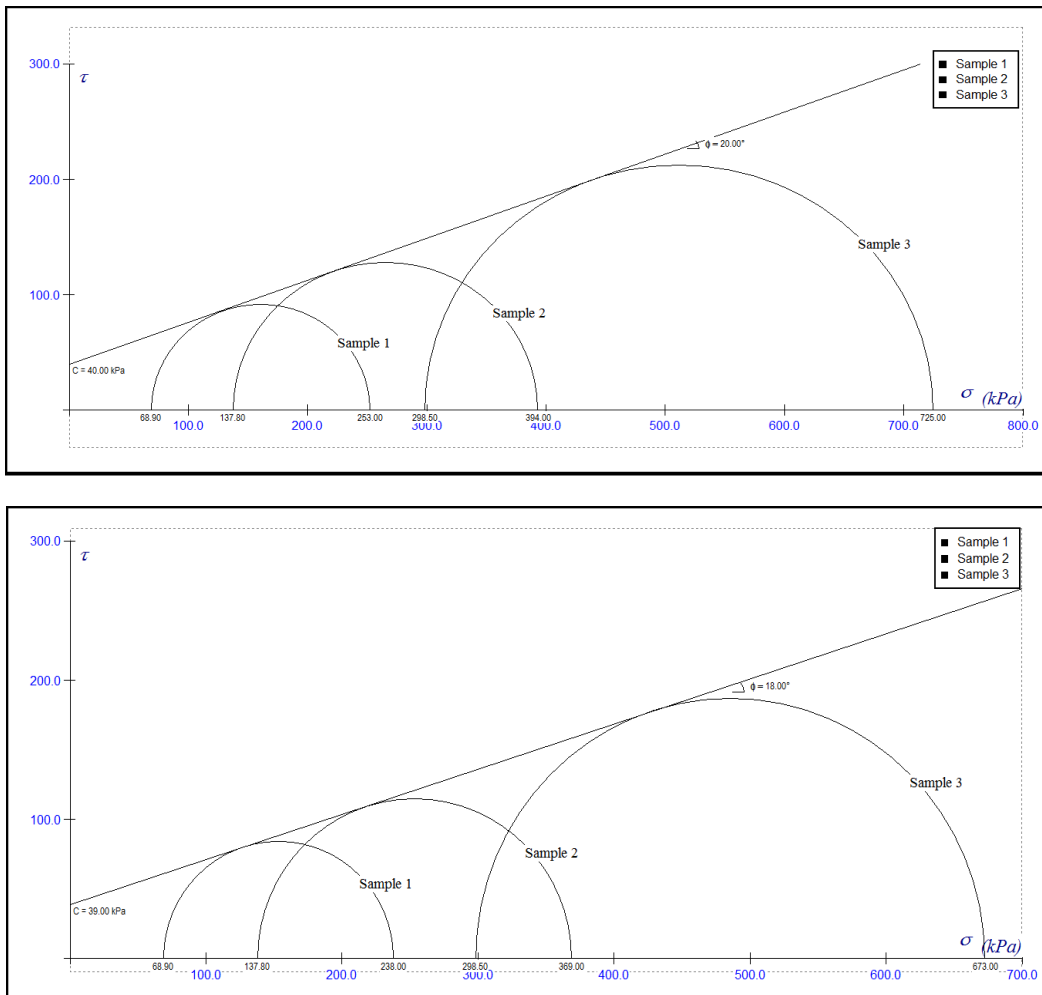 300.0
τ
Sample 1
Sample 2
Sample 3
ϕ = 20.00°
200.0
Sample 3
Sample 2
100.0
Sample 1
C = 40.00 kPa
σ (kPa)
68.90 137.80 253.00 298.50 394.00 725.00
100.0 200.0 300.0 400.0 500.0 600.0 700.0 800.0
300.0
τ
Sample 1
Sample 2
Sample 3
200.0
ϕ = 18.00°
Sample 3
100.0
Sample 2
Sample 1
C = 39.00 kPa
σ (kPa)
68.90 137.80 238.00 298.50 369.00 673.00
100.0 200.0 300.0 400.0 500.0 600.0 700.0